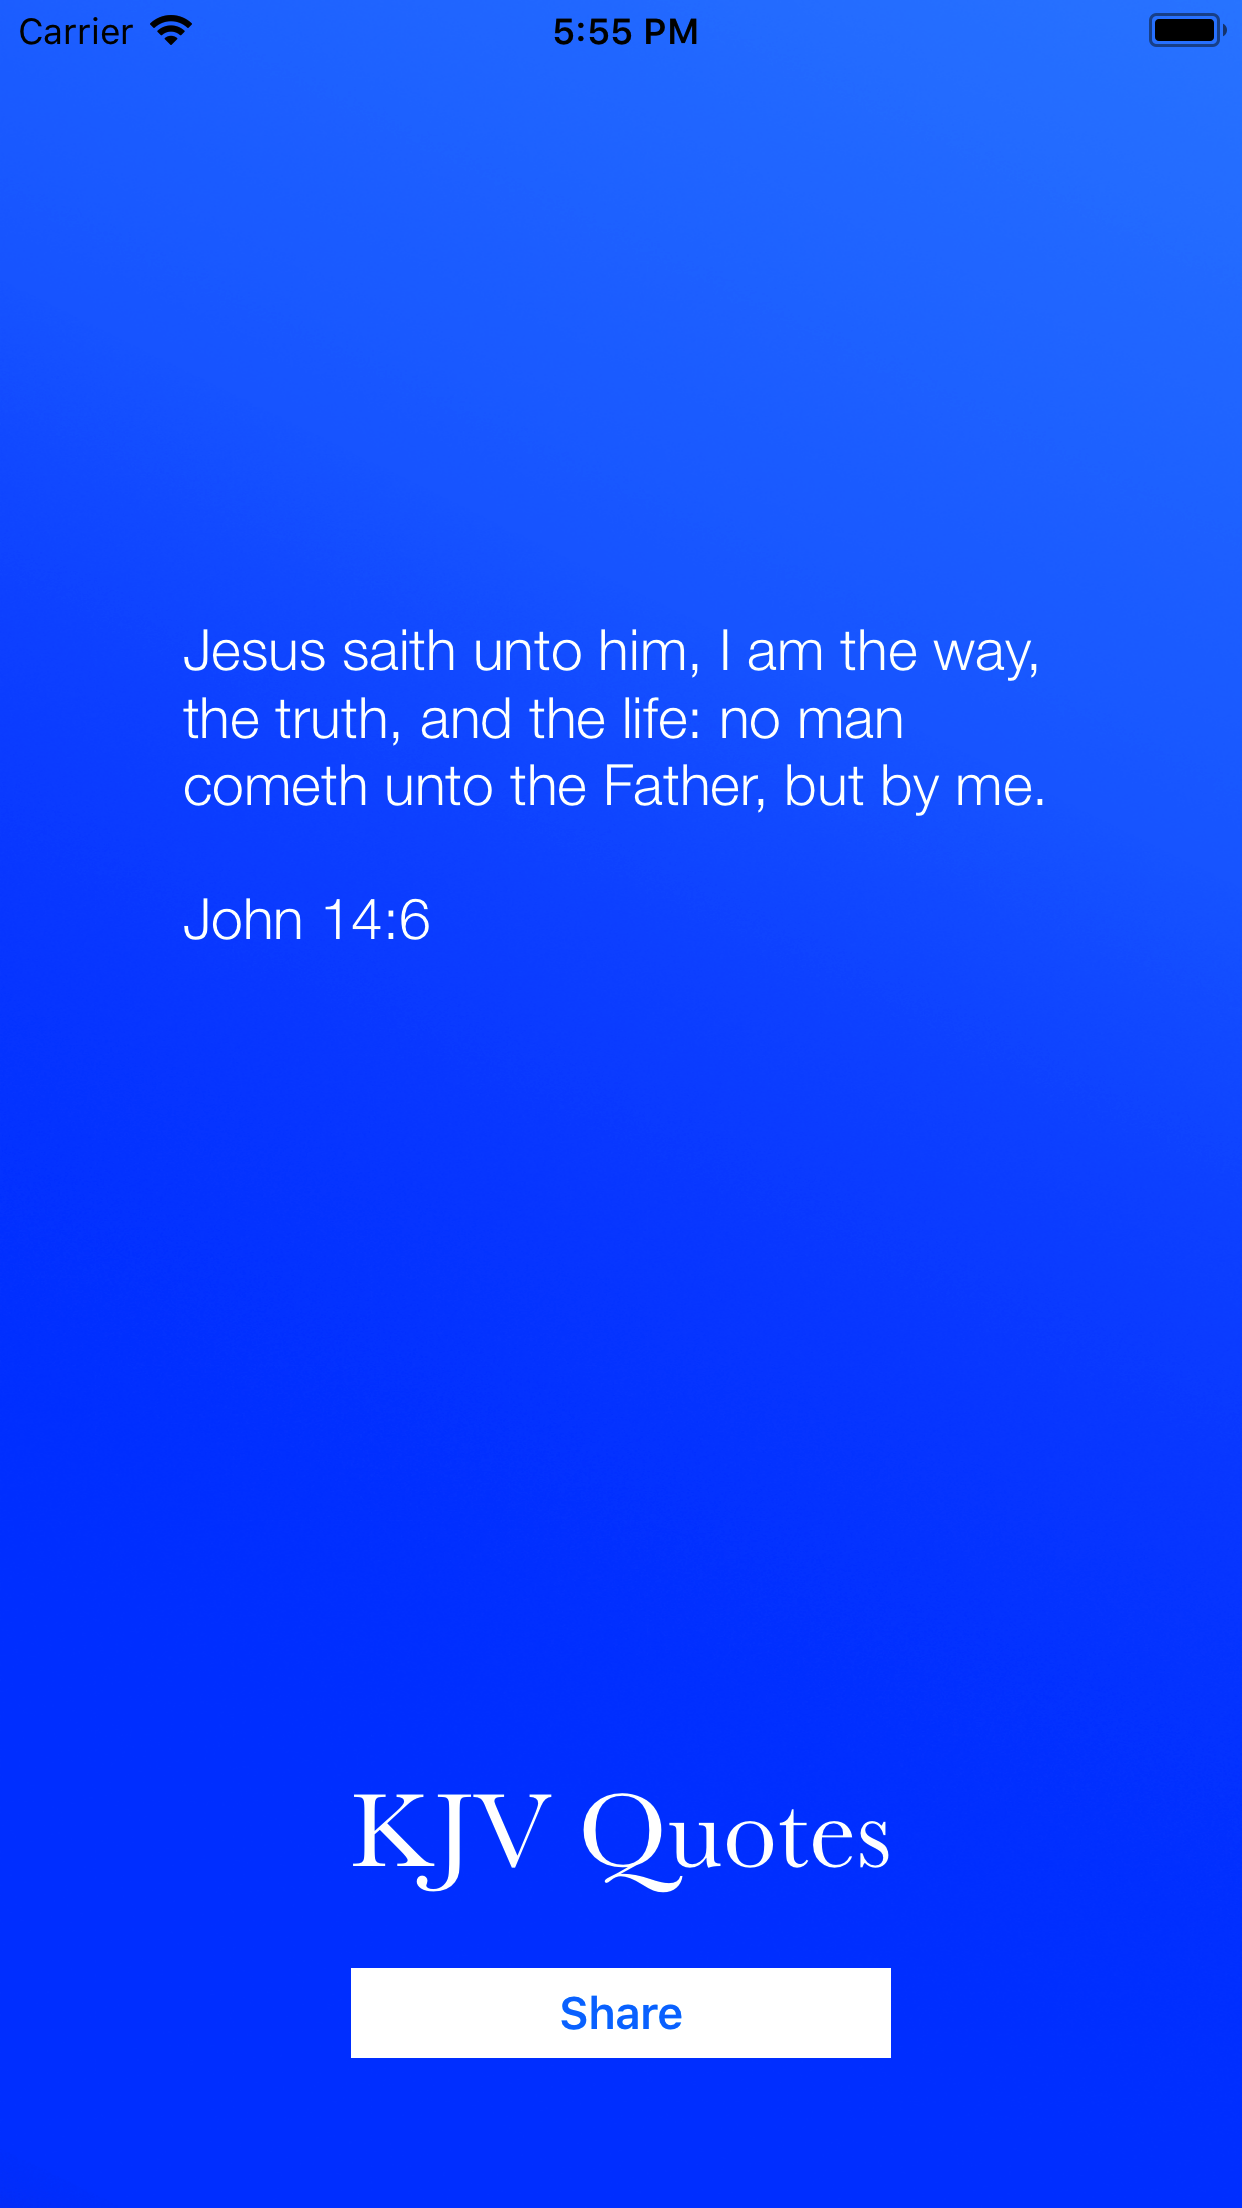 Carrier 5:55 PM
Jesus saith unto him, I am the way,
the truth, and the life: no man
cometh unto the Father, but by me.
John 14:6
KJV Quotes
Share